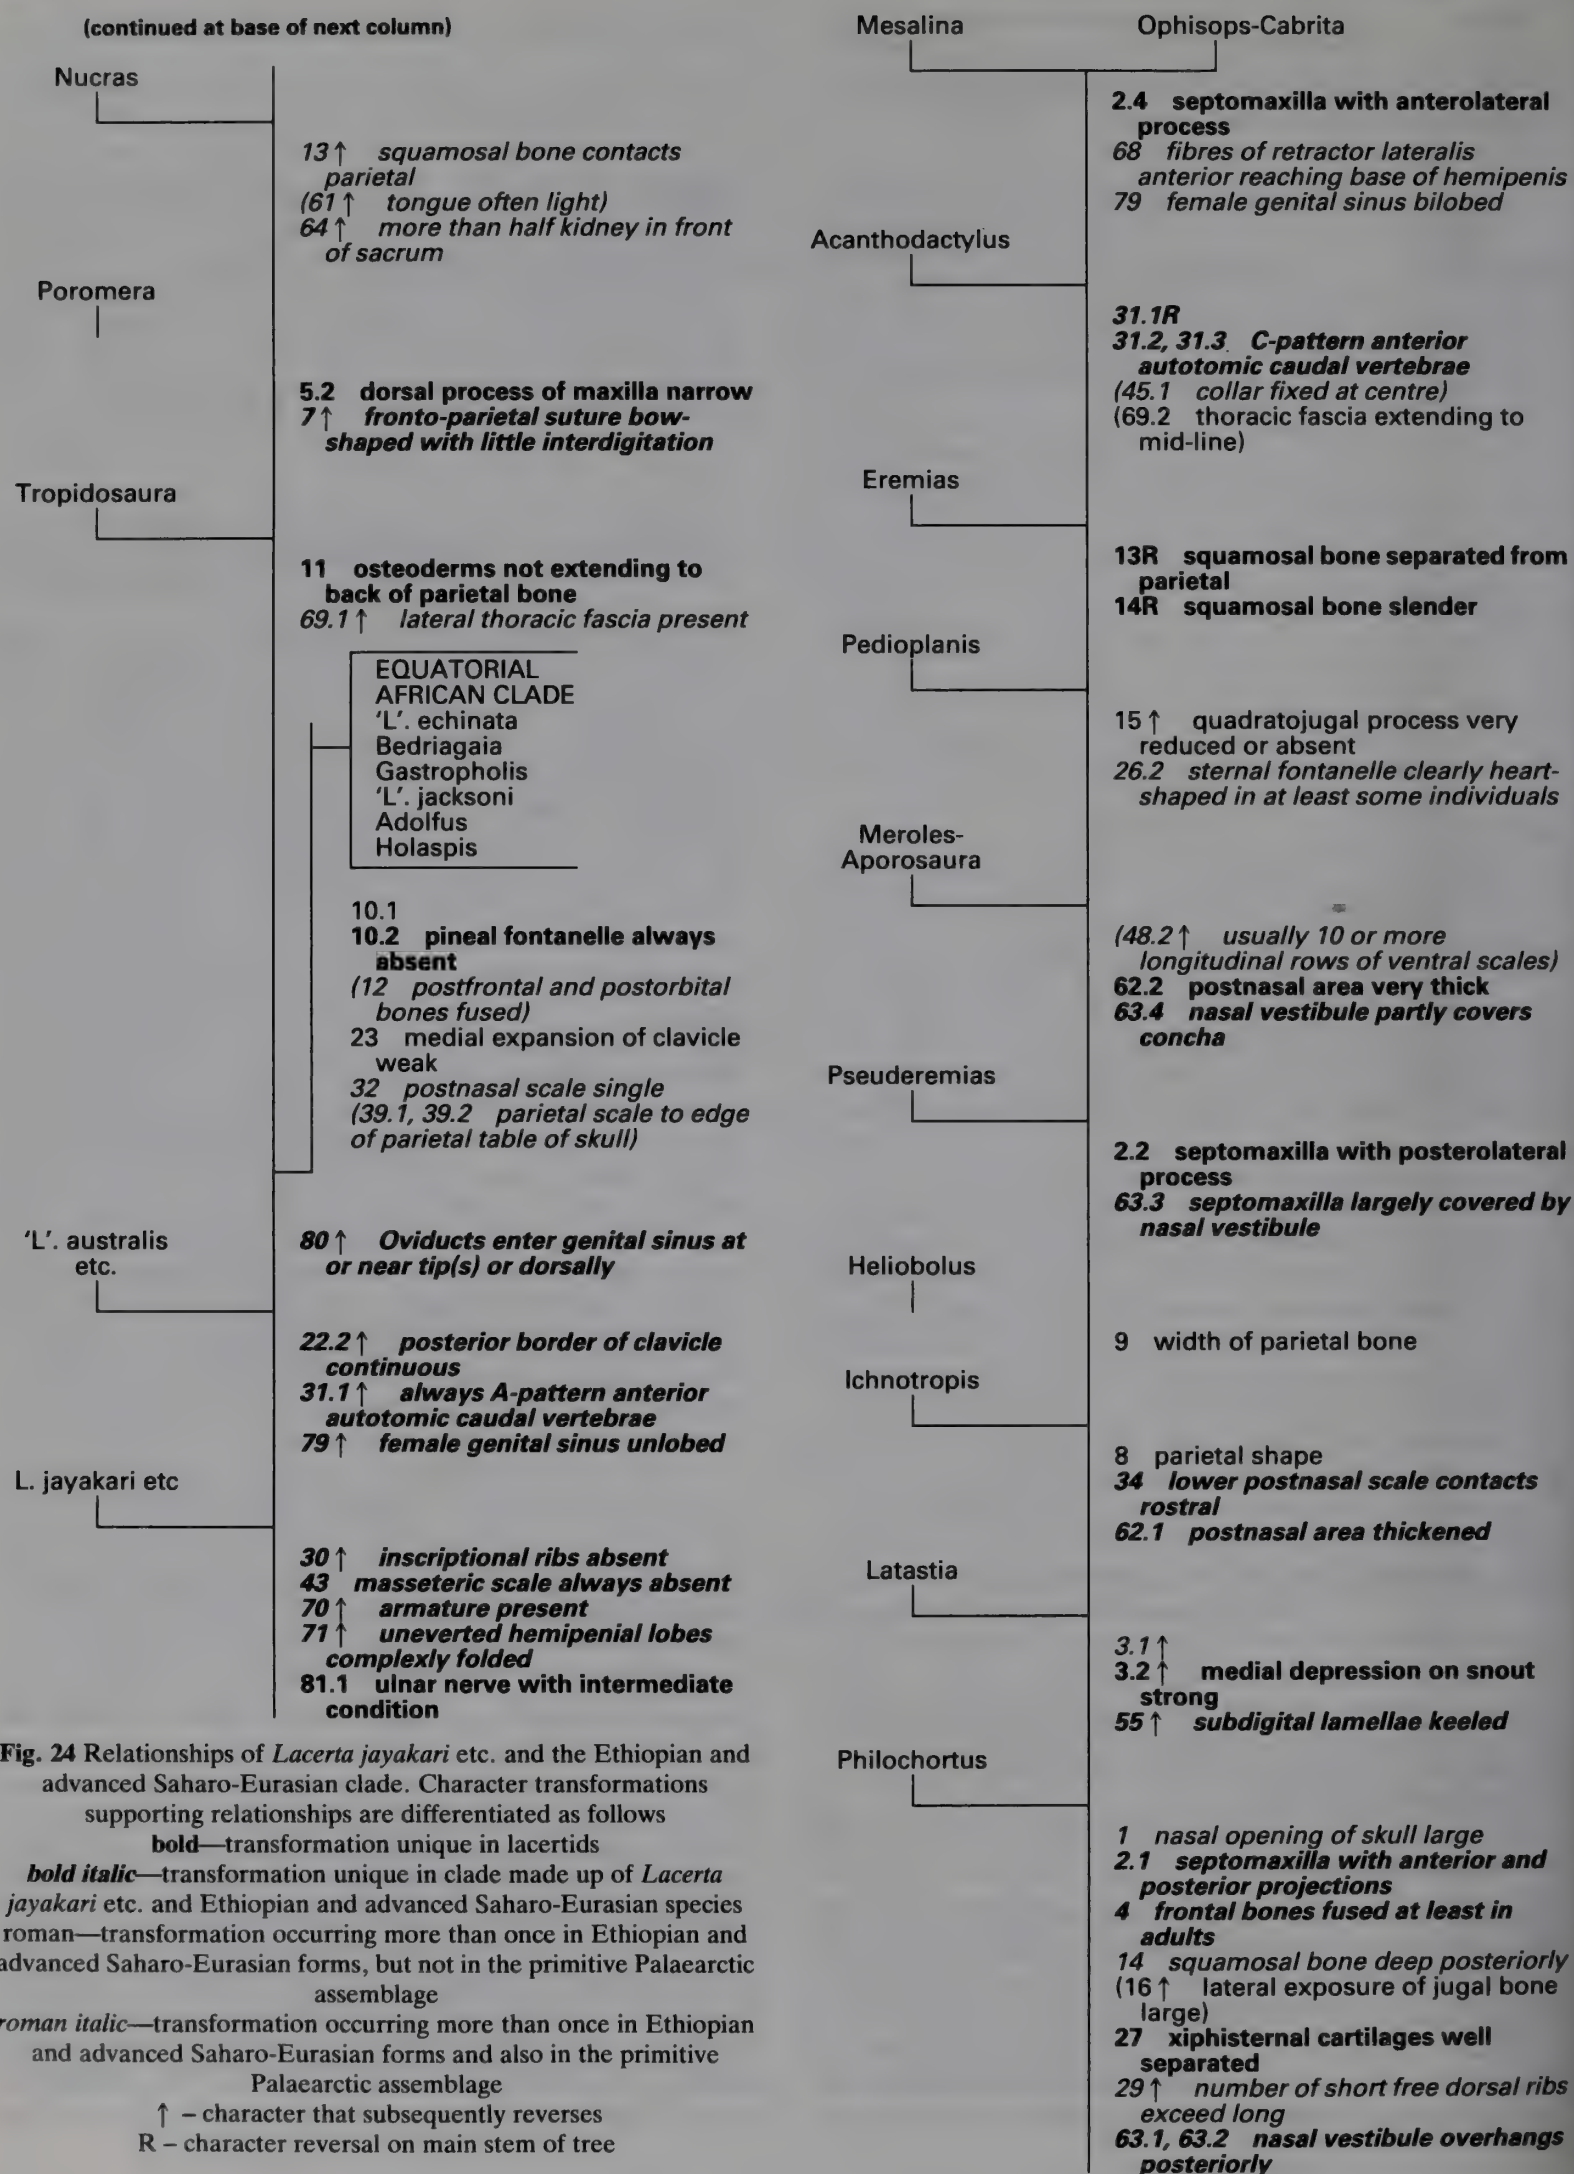 (continued at base of next column)
Nucras
13↑ squamosal bone contacts
parietal
(61↑ tongue often light)
64↑ more than half kidney in front
of sacrum
Poromera
5.2 dorsal process of maxilla narrow
7↑ fronto-parietal suture bow-
shaped with little interdigitation
Tropidosaura
11 osteoderms not extending to
back of parietal bone
69.1↑ lateral thoracic fascia present
EQUATORIAL
AFRICAN CLADE
'L'. echinata
Bedriagaia
Gastropholis
'L'. jacksoni
Adolfus
Holaspis
10.1
10.2 pineal fontanelle always
absent
(12 postfrontal and postorbital
bones fused)
23 medial expansion of clavicle
weak
32 postnasal scale single
(39.1, 39.2 parietal scale to edge
of parietal table of skull)
'L'. australis
etc.
80↑ Oviducts enter genital sinus at
or near tip(s) or dorsally
22.2↑ posterior border of clavicle
continuous
31.1↑ always A-pattern anterior
autotomic caudal vertebrae
79↑ female genital sinus unlobed
L. jayakari etc
30↑ inscriptional ribs absent
43 masseteric scale always absent
70↑ armature present
71↑ uneverted hemipenial lobes
complexly folded
81.1 ulnar nerve with intermediate
condition
Fig. 24 Relationships of Lacerta jayakari etc. and the Ethiopian and
advanced Saharo-Eurasian clade. Character transformations
supporting relationships are differentiated as follows
bold—transformation unique in lacertids
bold italic—transformation unique in clade made up of Lacerta
jayakari etc. and Ethiopian and advanced Saharo-Eurasian species
roman—transformation occurring more than once in Ethiopian and
advanced Saharo-Eurasian forms, but not in the primitive Palaearctic
assemblage
roman italic—transformation occurring more than once in Ethiopian
and advanced Saharo-Eurasian forms and also in the primitive
Palaearctic assemblage
↑ – character that subsequently reverses
R – character reversal on main stem of tree
Mesalina Ophisops-Cabrita
2.4 septomaxilla with anterolateral
process
68 fibres of retractor lateralis
anterior reaching base of hemipenis
79 female genital sinus bilobed
Acanthodactylus
31.1R
31.2, 31.3 C-pattern anterior
autotomic caudal vertebrae
(45.1 collar fixed at centre)
(69.2 thoracic fascia extending to
mid-line)
Eremias
13R squamosal bone separated from
parietal
14R squamosal bone slender
Pedioplanis
15↑ quadratojugal process very
reduced or absent
26.2 sternal fontanelle clearly heart-
shaped in at least some individuals
Meroles-
Aporosaura
(48.2↑ usually 10 or more
longitudinal rows of ventral scales)
62.2 postnasal area very thick
63.4 nasal vestibule partly covers
concha
Pseuderemias
2.2 septomaxilla with posterolateral
process
63.3 septomaxilla largely covered by
nasal vestibule
Heliobolus
9 width of parietal bone
Ichnotropis
8 parietal shape
34 lower postnasal scale contacts
rostral
62.1 postnasal area thickened
Latastia
3.1↑
3.2↑ medial depression on snout
strong
55↑ subdigital lamellae keeled
Philochortus
1 nasal opening of skull large
2.1 septomaxilla with anterior and
posterior projections
4 frontal bones fused at least in
adults
14 squamosal bone deep posteriorly
(16↑ lateral exposure of jugal bone
large)
27 xiphisternal cartilages well
separated
29↑ number of short free dorsal ribs
exceed long
63.1, 63.2 nasal vestibule overhangs
posteriorly